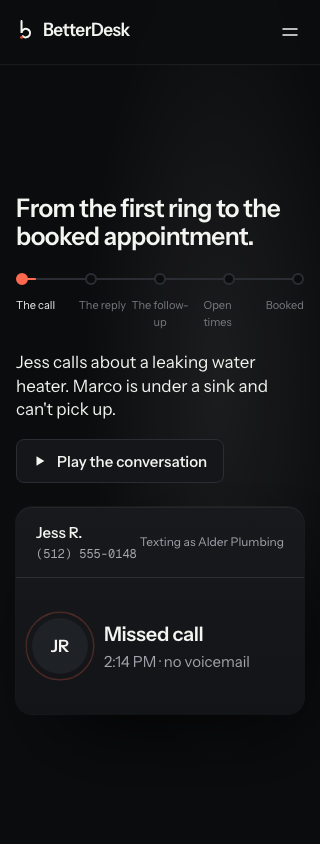 BetterDesk
From the first ring to the
booked appointment.
The call
The reply
The follow-
up
Open
times
Booked
Jess calls about a leaking water
heater. Marco is under a sink and
can't pick up.
Play the conversation
Jess R.
(512) 555-0148
Texting as Alder Plumbing
JR
Missed call
2:14 PM · no voicemail